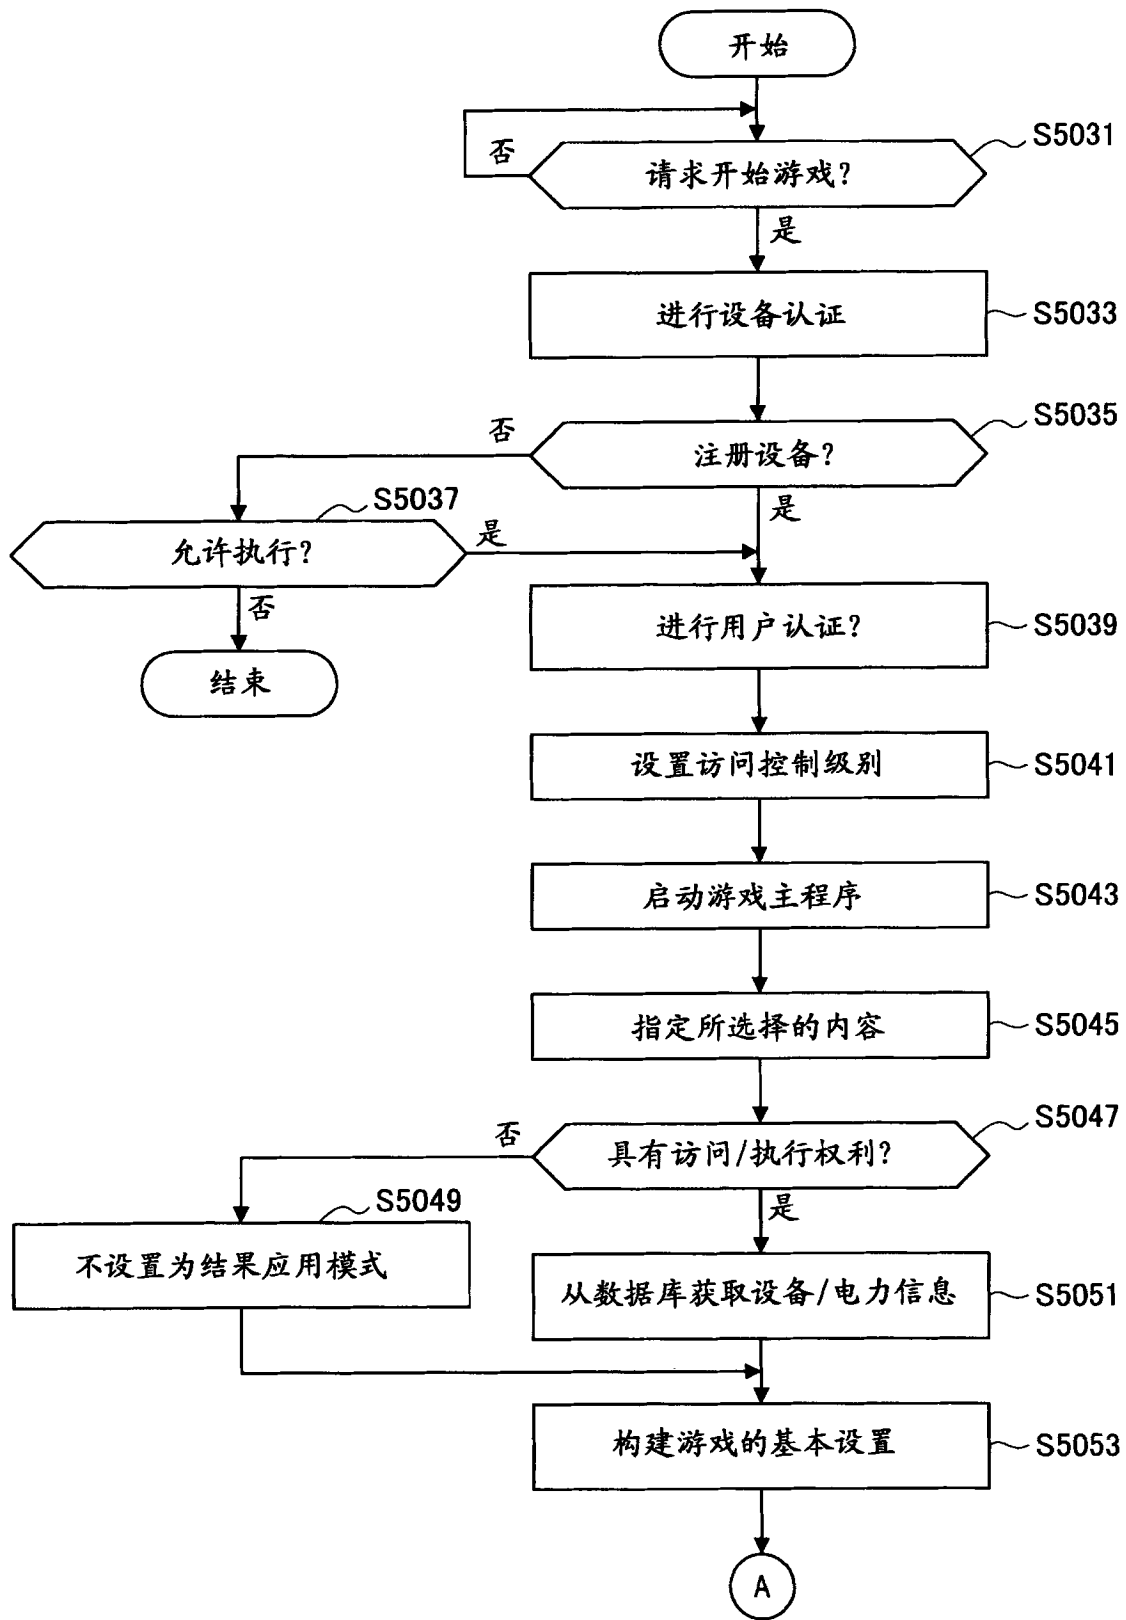 开始
否
S5031
请求开始游戏?
是
进行设备认证
S5033
否
S5035
注册设备?
S5037
是
允许执行?
是
否
进行用户认证?
S5039
结束
设置访问控制级别
S5041
启动游戏主程序
S5043
指定所选择的内容
S5045
否
S5047
具有访问/执行权利?
S5049
是
不设置为结果应用模式
从数据库获取设备/电力信息
S5051
构建游戏的基本设置
S5053
A